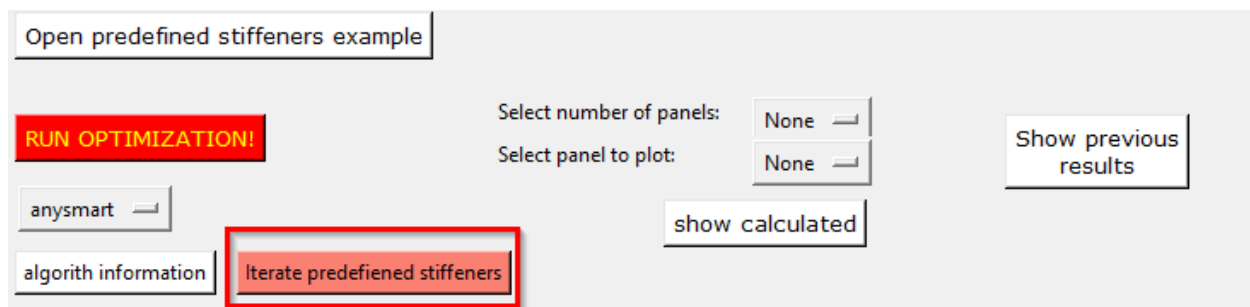 Open predefined stiffeners example
RUN OPTIMIZATION!
Select number of panels:
None
Select panel to plot:
None
Show previous
results
anysmart
show calculated
algorith information
Iterate predefiened stiffeners